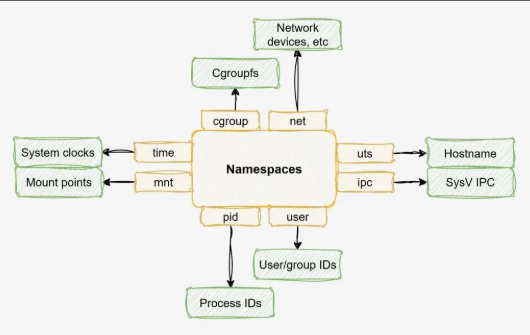 Network
devices, etc
Cgroupfs
cgroup
net
System clocks
time
uts
Hostname
Namespaces
Mount points
mnt
ipc
SysV IPC
pid
user
User/group IDs
Process IDs